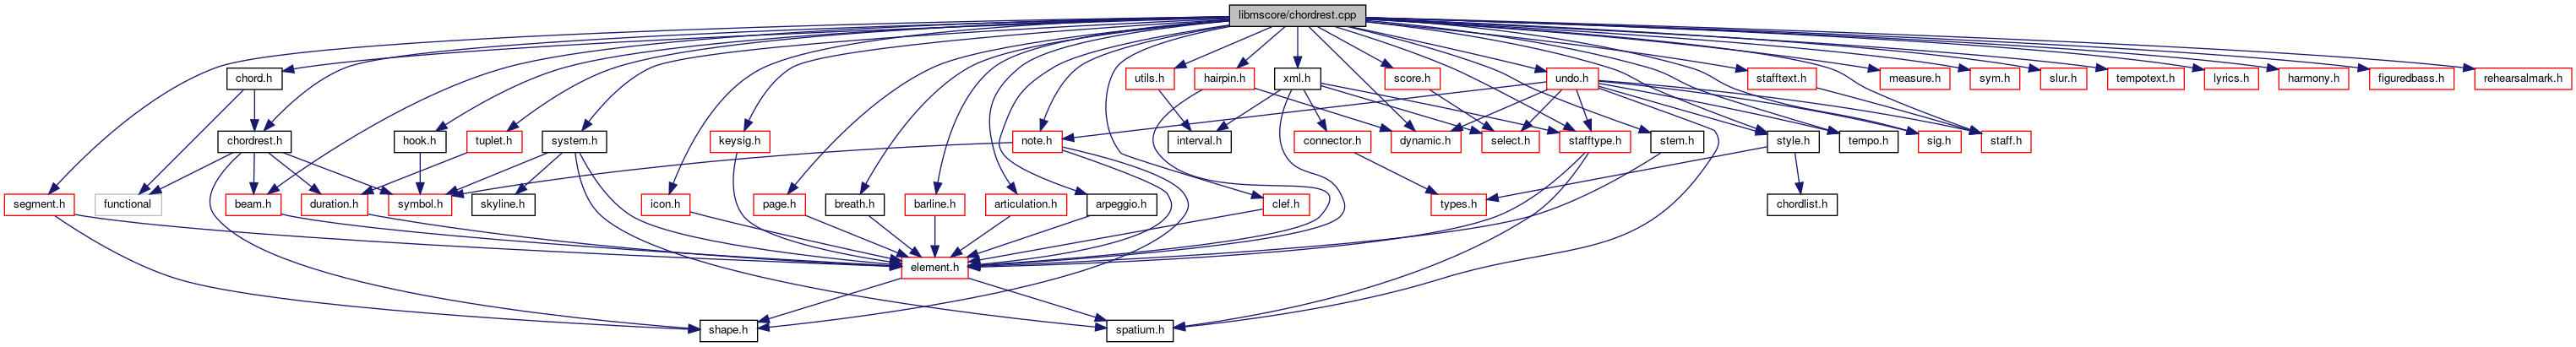 libmscore/chordrest.cpp
chord.h
utils.h
hairpin.h
xml.h
score.h
undo.h
stafftext.h
measure.h
sym.h
slur.h
tempotext.h
lyrics.h
harmony.h
figuredbass.h
rehearsalmark.h
chordrest.h
hook.h
tuplet.h
system.h
keysig.h
note.h
interval.h
connector.h
dynamic.h
select.h
stafftype.h
stem.h
style.h
tempo.h
sig.h
staff.h
segment.h
functional
beam.h
duration.h
symbol.h
skyline.h
icon.h
page.h
breath.h
barline.h
articulation.h
arpeggio.h
clef.h
types.h
chordlist.h
element.h
shape.h
spatium.h